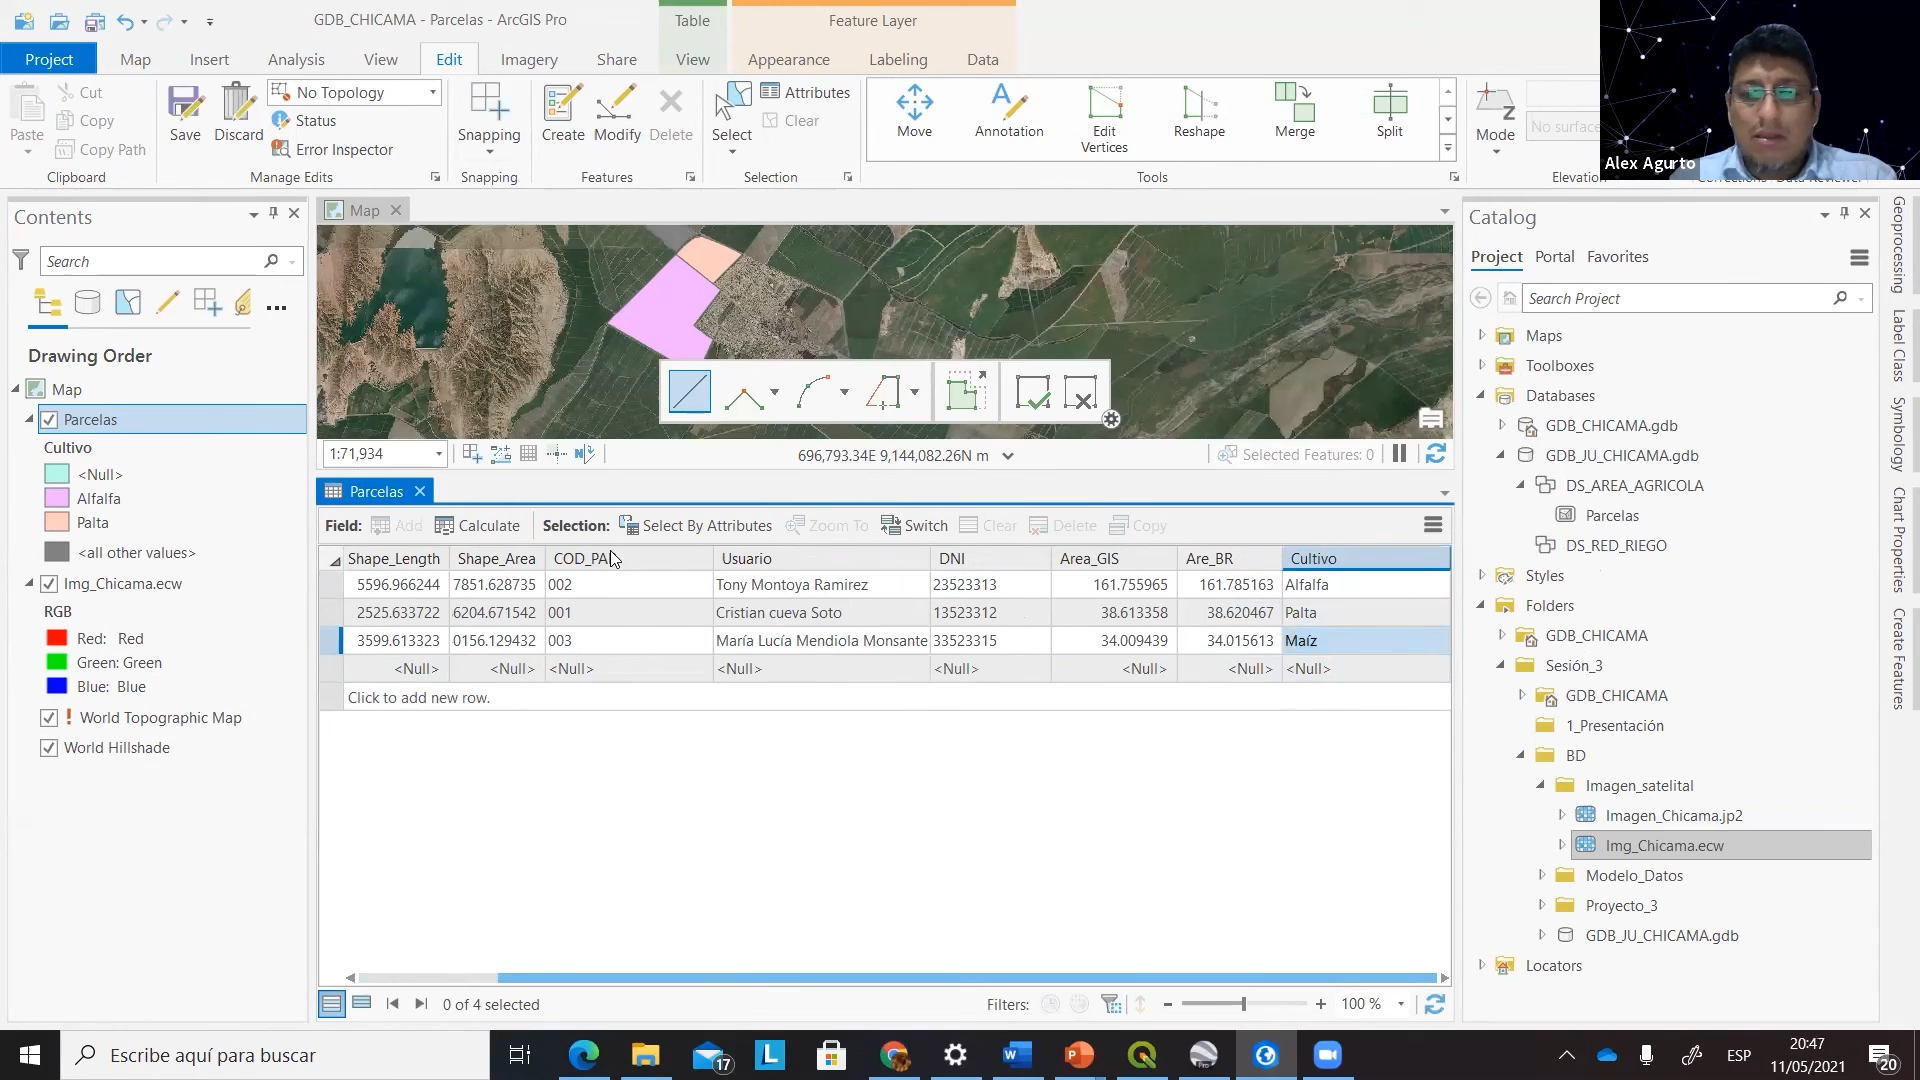 GDB_CHICAMA - Parcelas - ArcGIS Pro
Table
Feature Layer
Project
Map
Insert
Analysis
View
Edit
Imagery
Share
View
Appearance
Labeling
Data
Paste
Cut
Copy
Copy Path
Clipboard
Save
Discard
No Topology
Status
Error Inspector
Manage Edits
Snapping
Snapping
Create
Modify
Delete
Features
Select
Attributes
Clear
Selection
Move
Annotation
Edit
Vertices
Reshape
Merge
Split
Tools
Mode
No surface
Alex Agurto
Contents
Search
Drawing Order
Map
Parcelas
Cultivo
<Null>
Alfalfa
Palta
<all other values>
Img_Chicama.ecw
RGB
Red: Red
Green: Green
Blue: Blue
World Topographic Map
World Hillshade
Map
1:71,934
696,793.34E 9,144,082.26N m
Selected Features: 0
Parcelas
Field: Add Calculate Selection: Select By Attributes Zoom To Switch Clear Delete Copy
Shape_Length Shape_Area Usuario DNI Area_GIS Are_BR Cultivo
5596.966244 7851.628735 002 Tony Montoya Ramirez 23523313 161.755965 161.785163 Alfalfa
2525.633722 6204.671542 001 Cristian cueva Soto 13523312 38.613358 38.620467 Palta
3599.613323 0156.129432 003 María Lucía Mendiola Monsante 33523315 34.009439 34.015613 Maíz
<Null> <Null> <Null> <Null> <Null> <Null> <Null> <Null>
Click to add new row.
0 of 4 selected
Filters:
100 %
Catalog
Project Portal Favorites
Search Project
Maps
Toolboxes
Databases
GDB_CHICAMA.gdb
GDB_JU_CHICAMA.gdb
DS_AREA_AGRICOLA
Parcelas
DS_RED_RIEGO
Styles
Folders
GDB_CHICAMA
Sesión_3
GDB_CHICAMA
1_Presentación
BD
Imagen_satelital
Imagen_Chicama.jp2
Img_Chicama.ecw
Modelo_Datos
Proyecto_3
GDB_JU_CHICAMA.gdb
Locators
Geoprocessing
Label Class
Symbology
Chart Properties
Create Features
Escribe aquí para buscar
17
ESP
20:47
11/05/2021
20